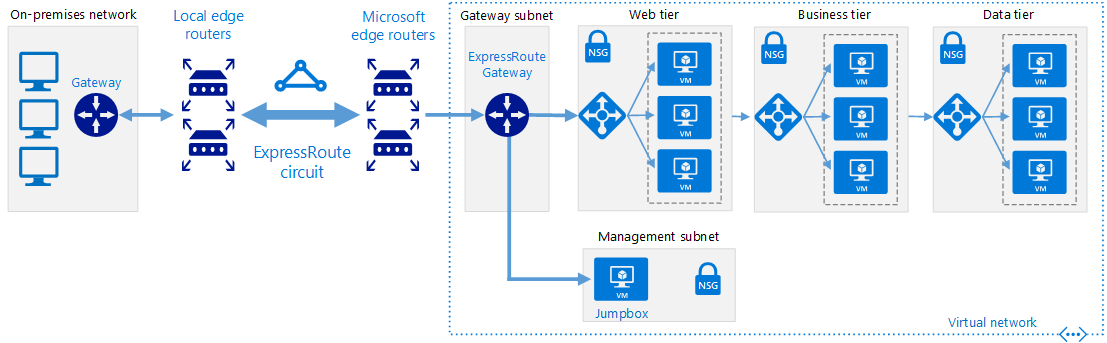 On-premises network
Gateway
Local edge
routers
ExpressRoute
circuit
Microsoft
edge routers
Gateway subnet
ExpressRoute
Gateway
Web tier
NSG
VM
VM
VM
Business tier
NSG
VM
VM
VM
Data tier
NSG
VM
VM
VM
Management subnet
VM
NSG
Jumpbox
Virtual network